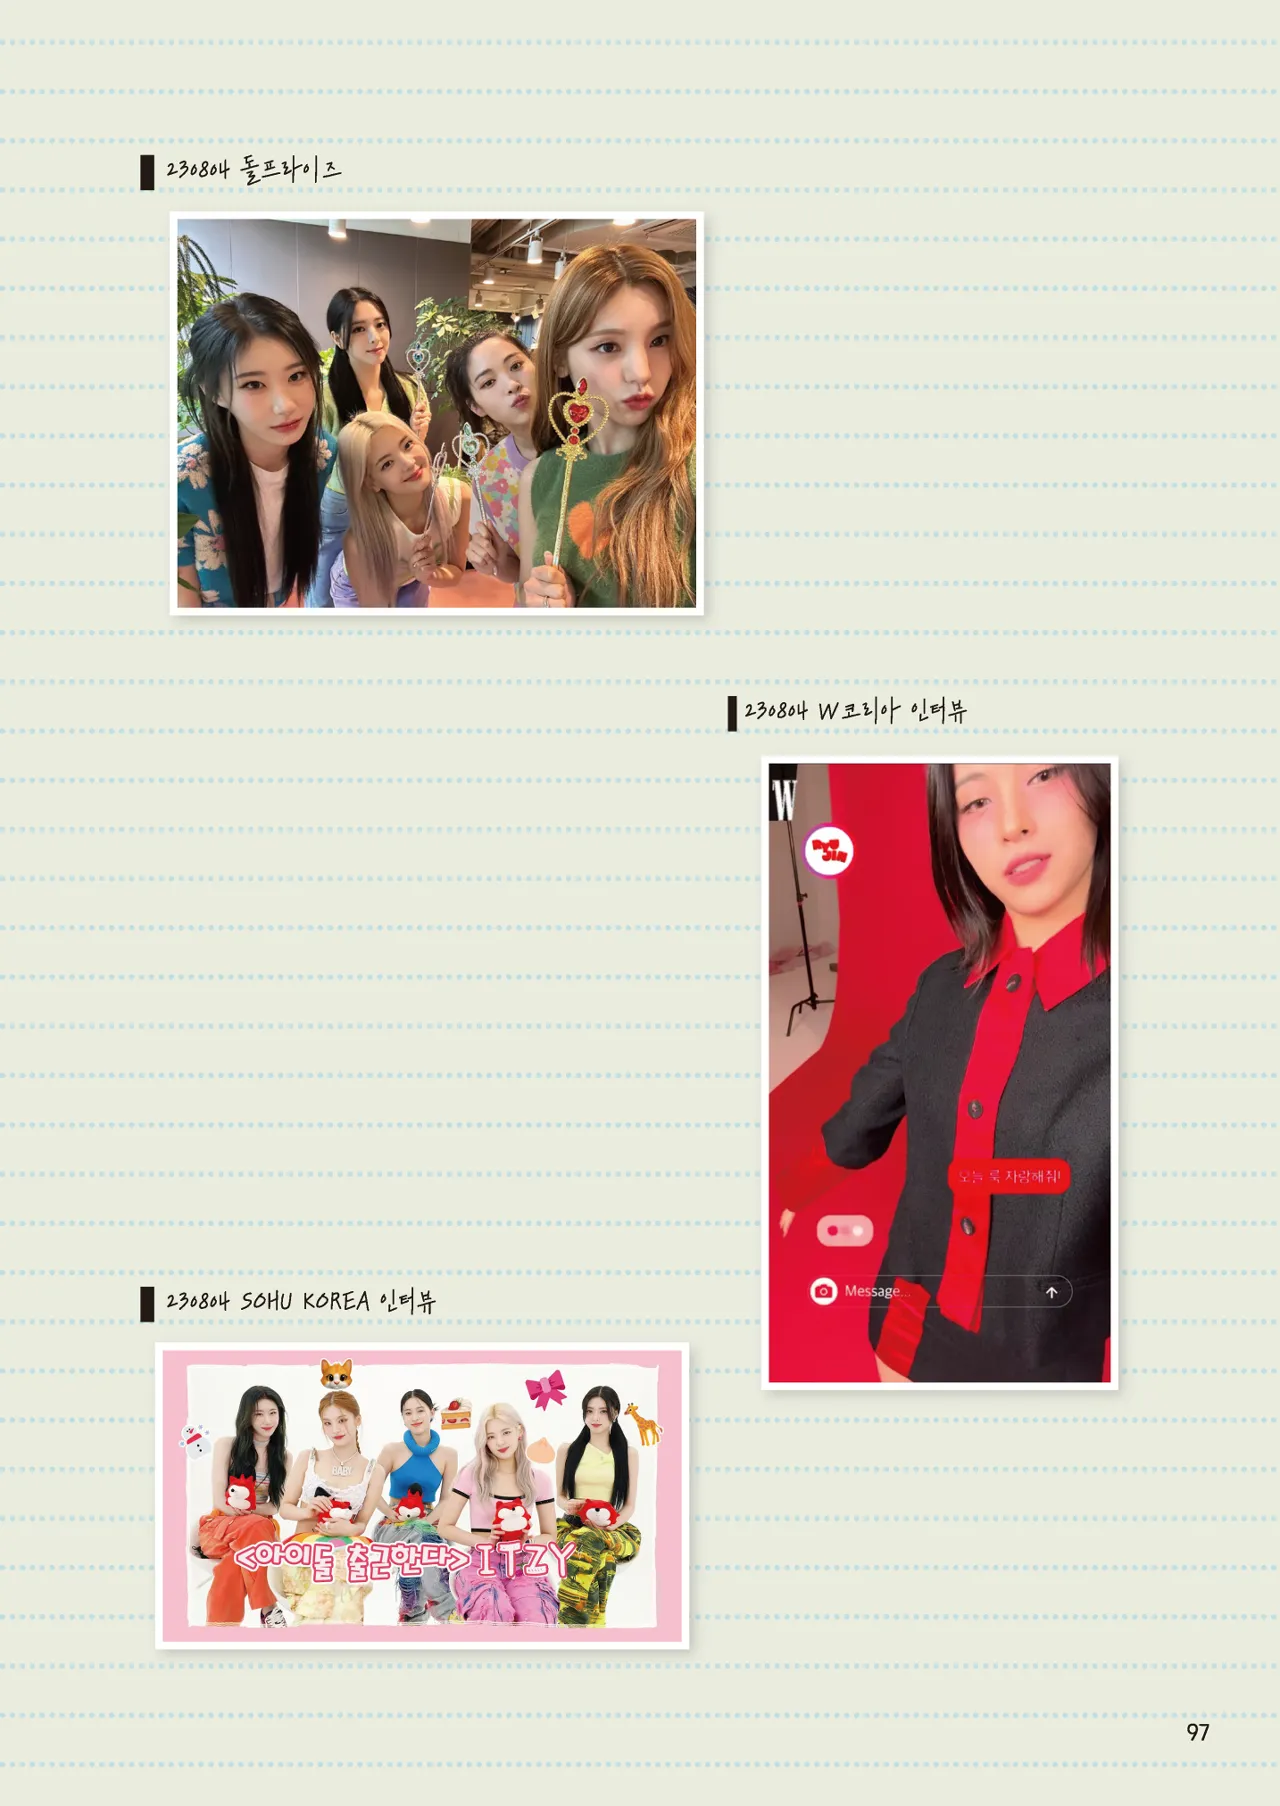 230804 돌프라이즈
230804 W코리아 인터뷰
W
RYU
JIN
오늘 룩 자랑해줘!
Message...
230804 SOHU KOREA 인터뷰
BABY
<아이돌 출근한다> ITZY
97